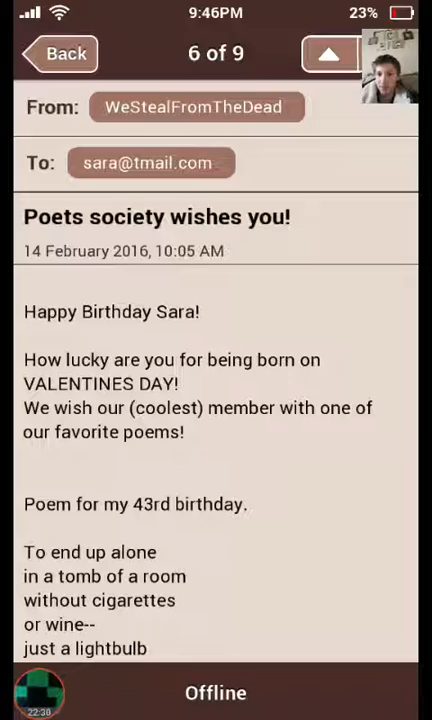 9:46PM
23%
Back
6 of 9
From: WeStealFromTheDead
To: sara@tmail.com
Poets society wishes you!
14 February 2016, 10:05 AM
Happy Birthday Sara!
How lucky are you for being born on
VALENTINES DAY!
We wish our (coolest) member with one of
our favorite poems!
Poem for my 43rd birthday.
To end up alone
in a tomb of a room
without cigarettes
or wine--
just a lightbulb
Offline
22:30